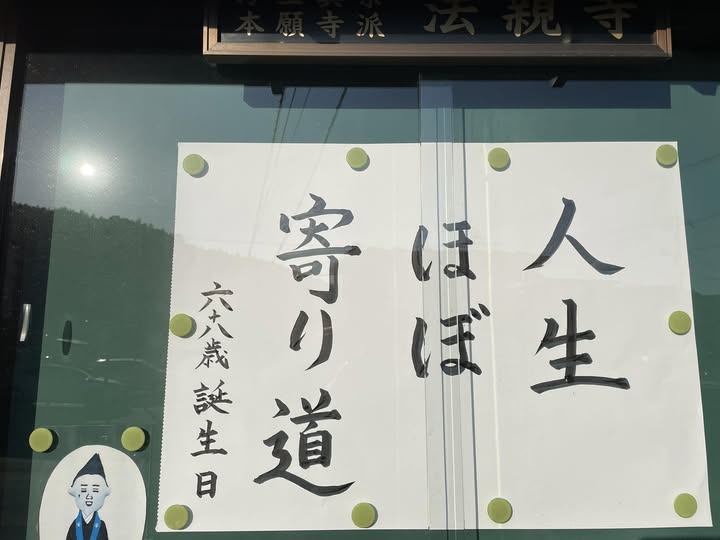 本願寺派
法親寺
人生
ほぼ
寄り道
六十八歳誕生日